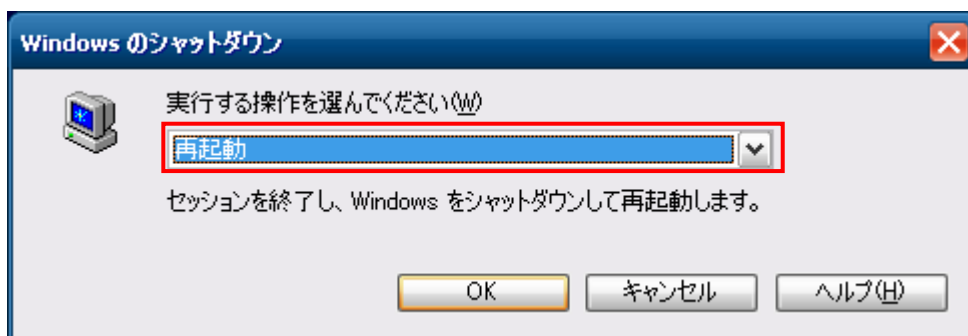 Windows のシャットダウン
実行する操作を選んでください(W)
再起動
セッションを終了し、Windows をシャットダウンして再起動します。
OK キャンセル ヘルプ(H)